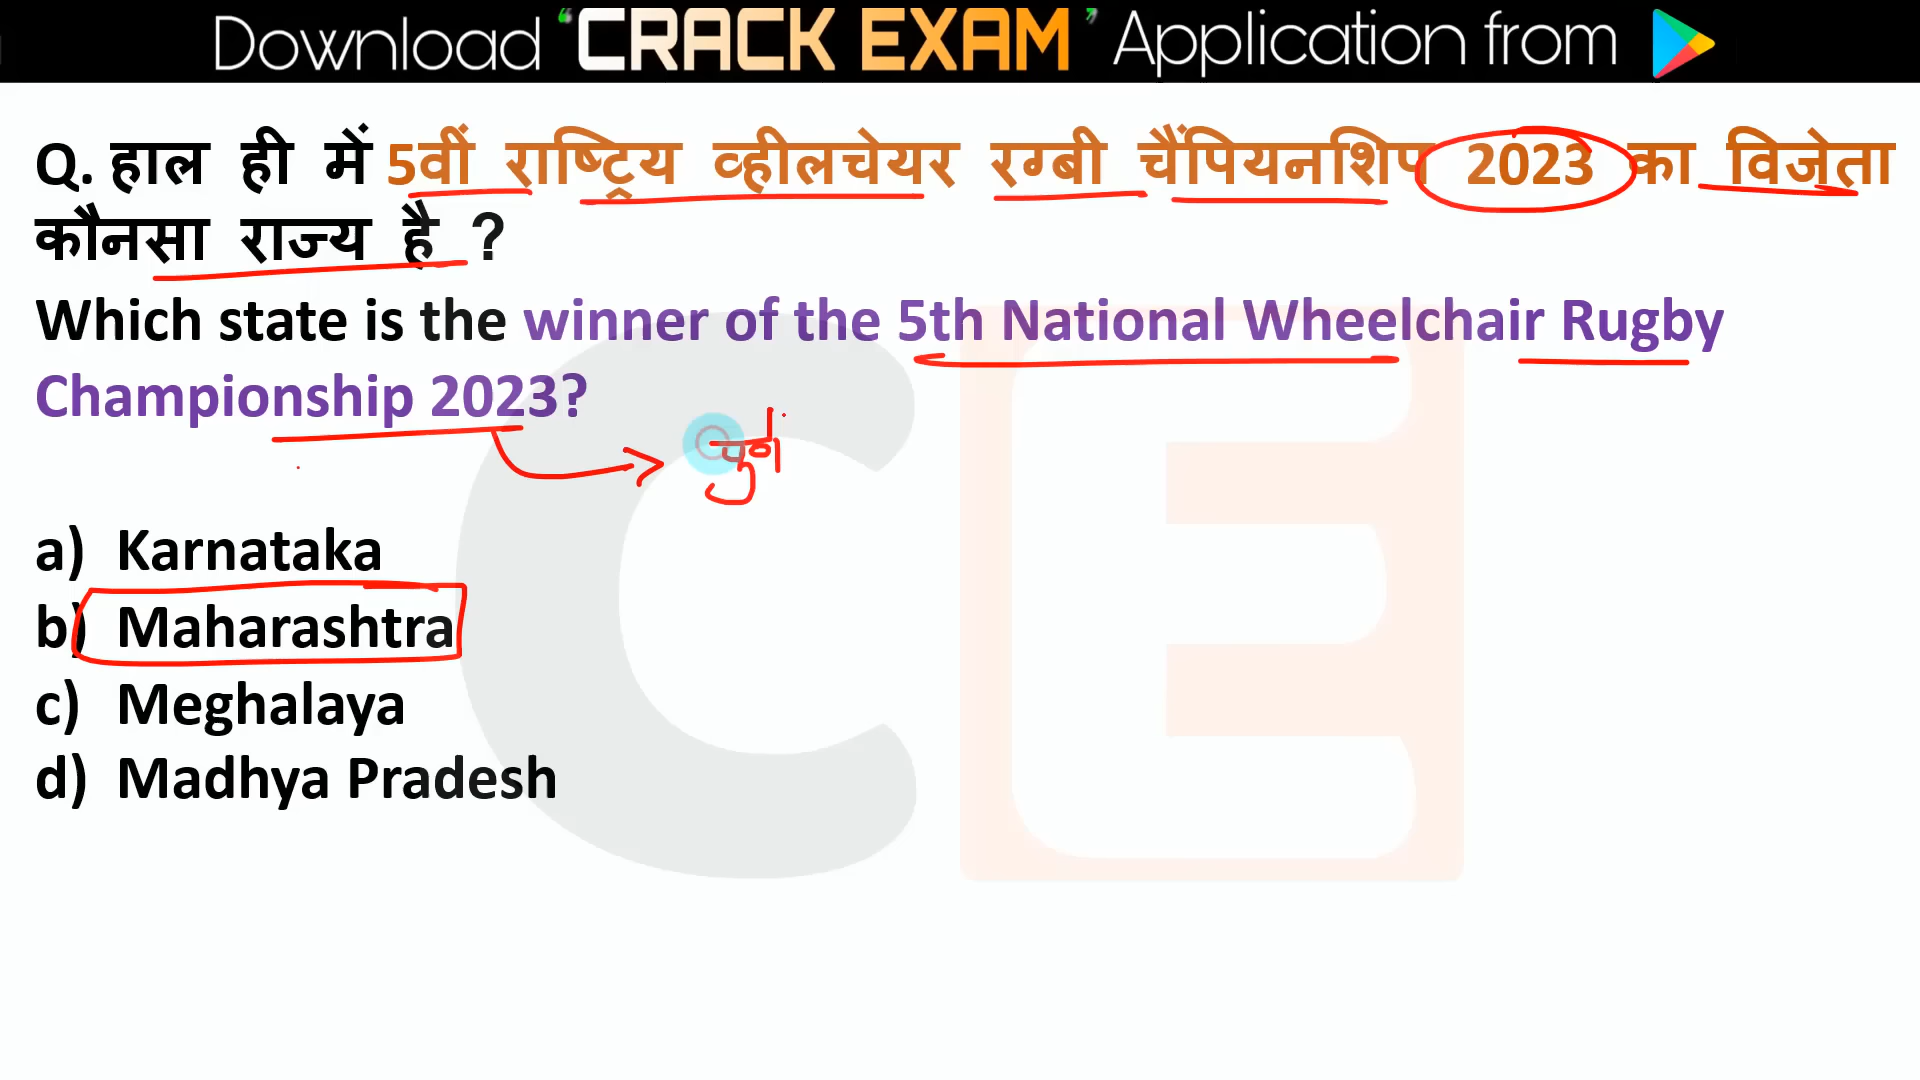 Download ‘CRACK EXAM’ Application from
Q. हाल ही में 5वीं राष्ट्रिय व्हीलचेयर रग्बी चैंपियनशिप 2023 का विजेता
कौनसा राज्य है ?
Which state is the winner of the 5th National Wheelchair Rugby
Championship 2023?
पुने
a) Karnataka
b) Maharashtra
c) Meghalaya
d) Madhya Pradesh
CE